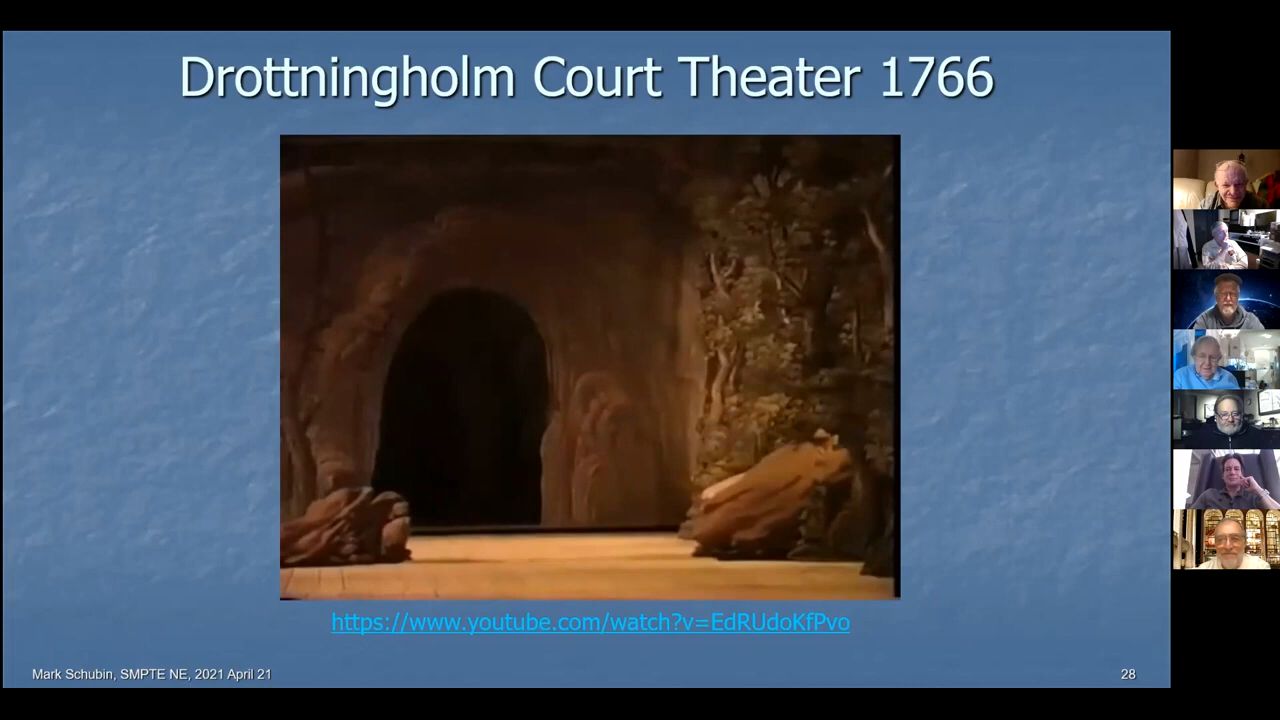 Drottningholm Court Theater 1766
https://www.youtube.com/watch?v=EdRUdoKfPvo
Mark Schubin, SMPTE NE, 2021 April 21
28